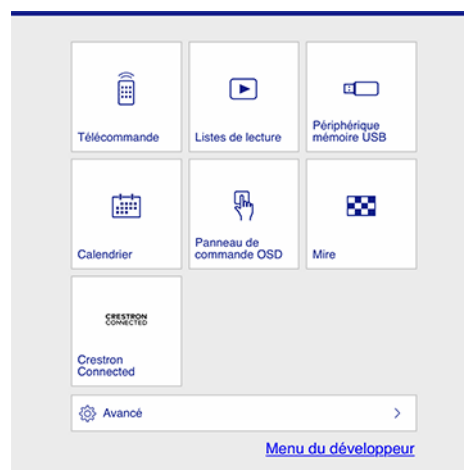 Télécommande
Listes de lecture
Périphérique
mémoire USB
Calendrier
Panneau de
commande OSD
Mire
CRESTRON
CONNECTED
Crestron
Connected
Avancé
Menu du développeur